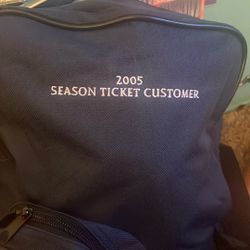 2005
SEASON TICKET CUSTOMER